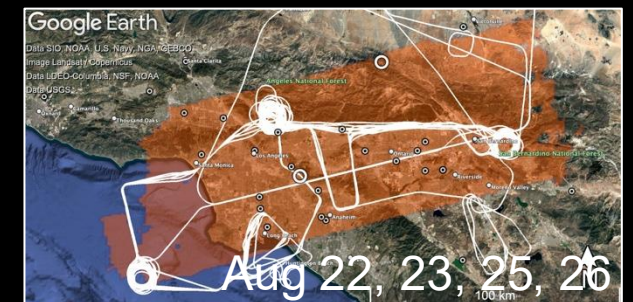 Google Earth
Data SIO, NOAA, U.S. Navy, NGA, GEBCO
Image Landsat / Copernicus
Data LDEO-Columbia, NSF, NOAA
Data USGS
Santa Clarita
Angeles National Forest
Oxnard
Camarillo
Thousand Oaks
Los Angeles
Ontario
San Bernardino National Forest
Santa Monica
Riverside
Moreno Valley
Anaheim
Long Beach
Aug 22, 23, 25, 26
100 km